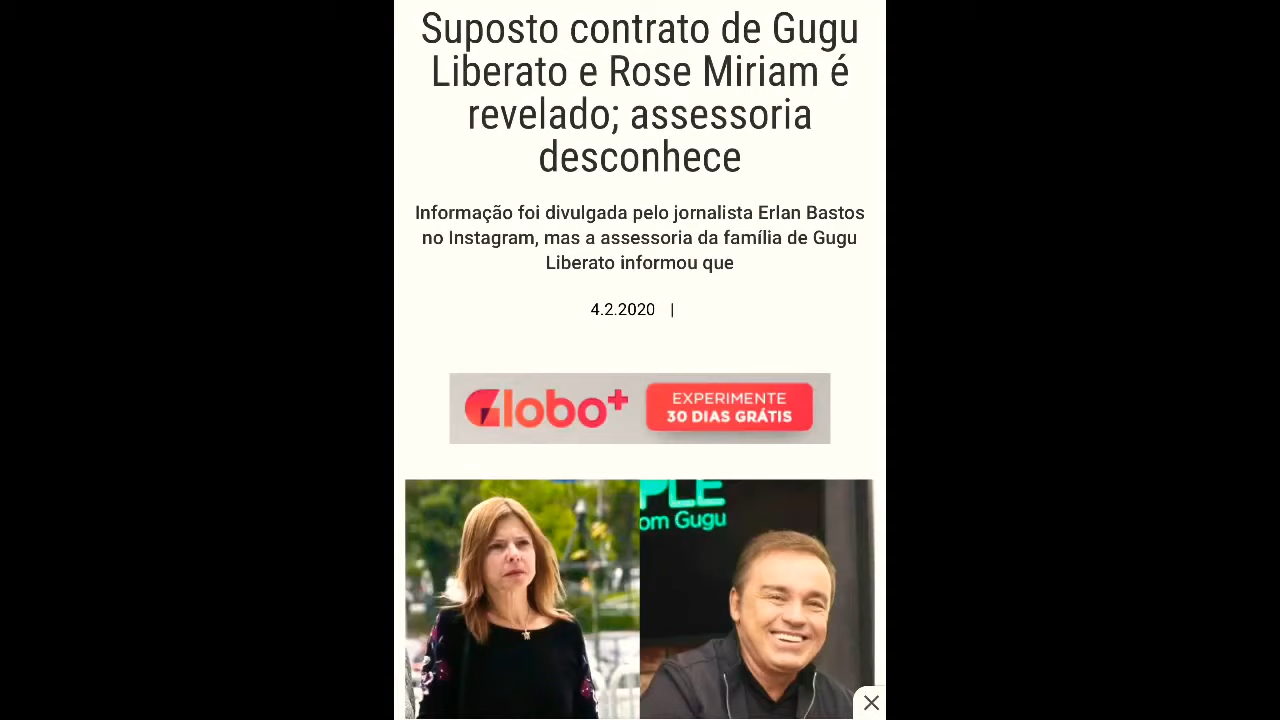 Suposto contrato de Gugu
Liberato e Rose Miriam é
revelado; assessoria
desconhece
Informação foi divulgada pelo jornalista Erlan Bastos
no Instagram, mas a assessoria da família de Gugu
Liberato informou que
4.2.2020 |
Globo+
EXPERIMENTE
30 DIAS GRÁTIS
PLE
om Gugu